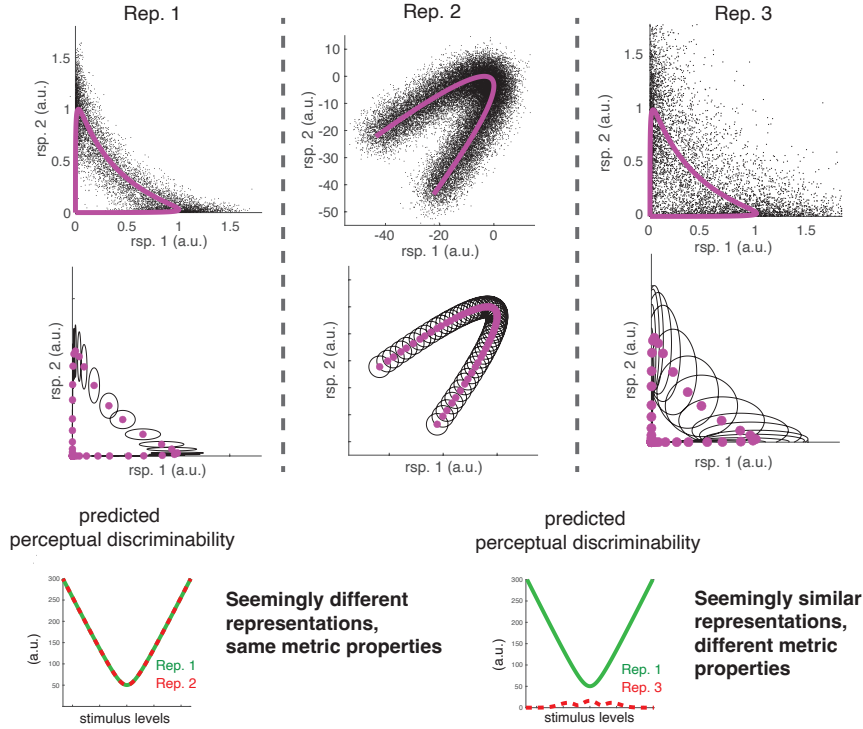 Rep. 1
Rep. 2
Rep. 3
rsp. 2 (a.u.)
1.5
1
0.5
0
0.5
1
1.5
rsp. 1 (a.u.)
rsp. 2 (a.u.)
10
0
-10
-20
-30
-40
-50
-40
-20
0
rsp. 1 (a.u.)
rsp. 2 (a.u.)
1.5
1
0.5
0
0
0.5
1
1.5
rsp. 1 (a.u.)
rsp. 2 (a.u.)
rsp. 1 (a.u.)
rsp. 2 (a.u.)
rsp. 1 (a.u.)
rsp. 2 (a.u.)
rsp. 1 (a.u.)
predicted
perceptual discriminability
(a.u.)
300
250
200
150
100
50
Rep. 1
Rep. 2
stimulus levels
Seemingly different
representations,
same metric properties
predicted
perceptual discriminability
(a.u.)
300
250
200
150
100
50
0
Rep. 1
Rep. 3
stimulus levels
Seemingly similar
representations,
different metric
properties